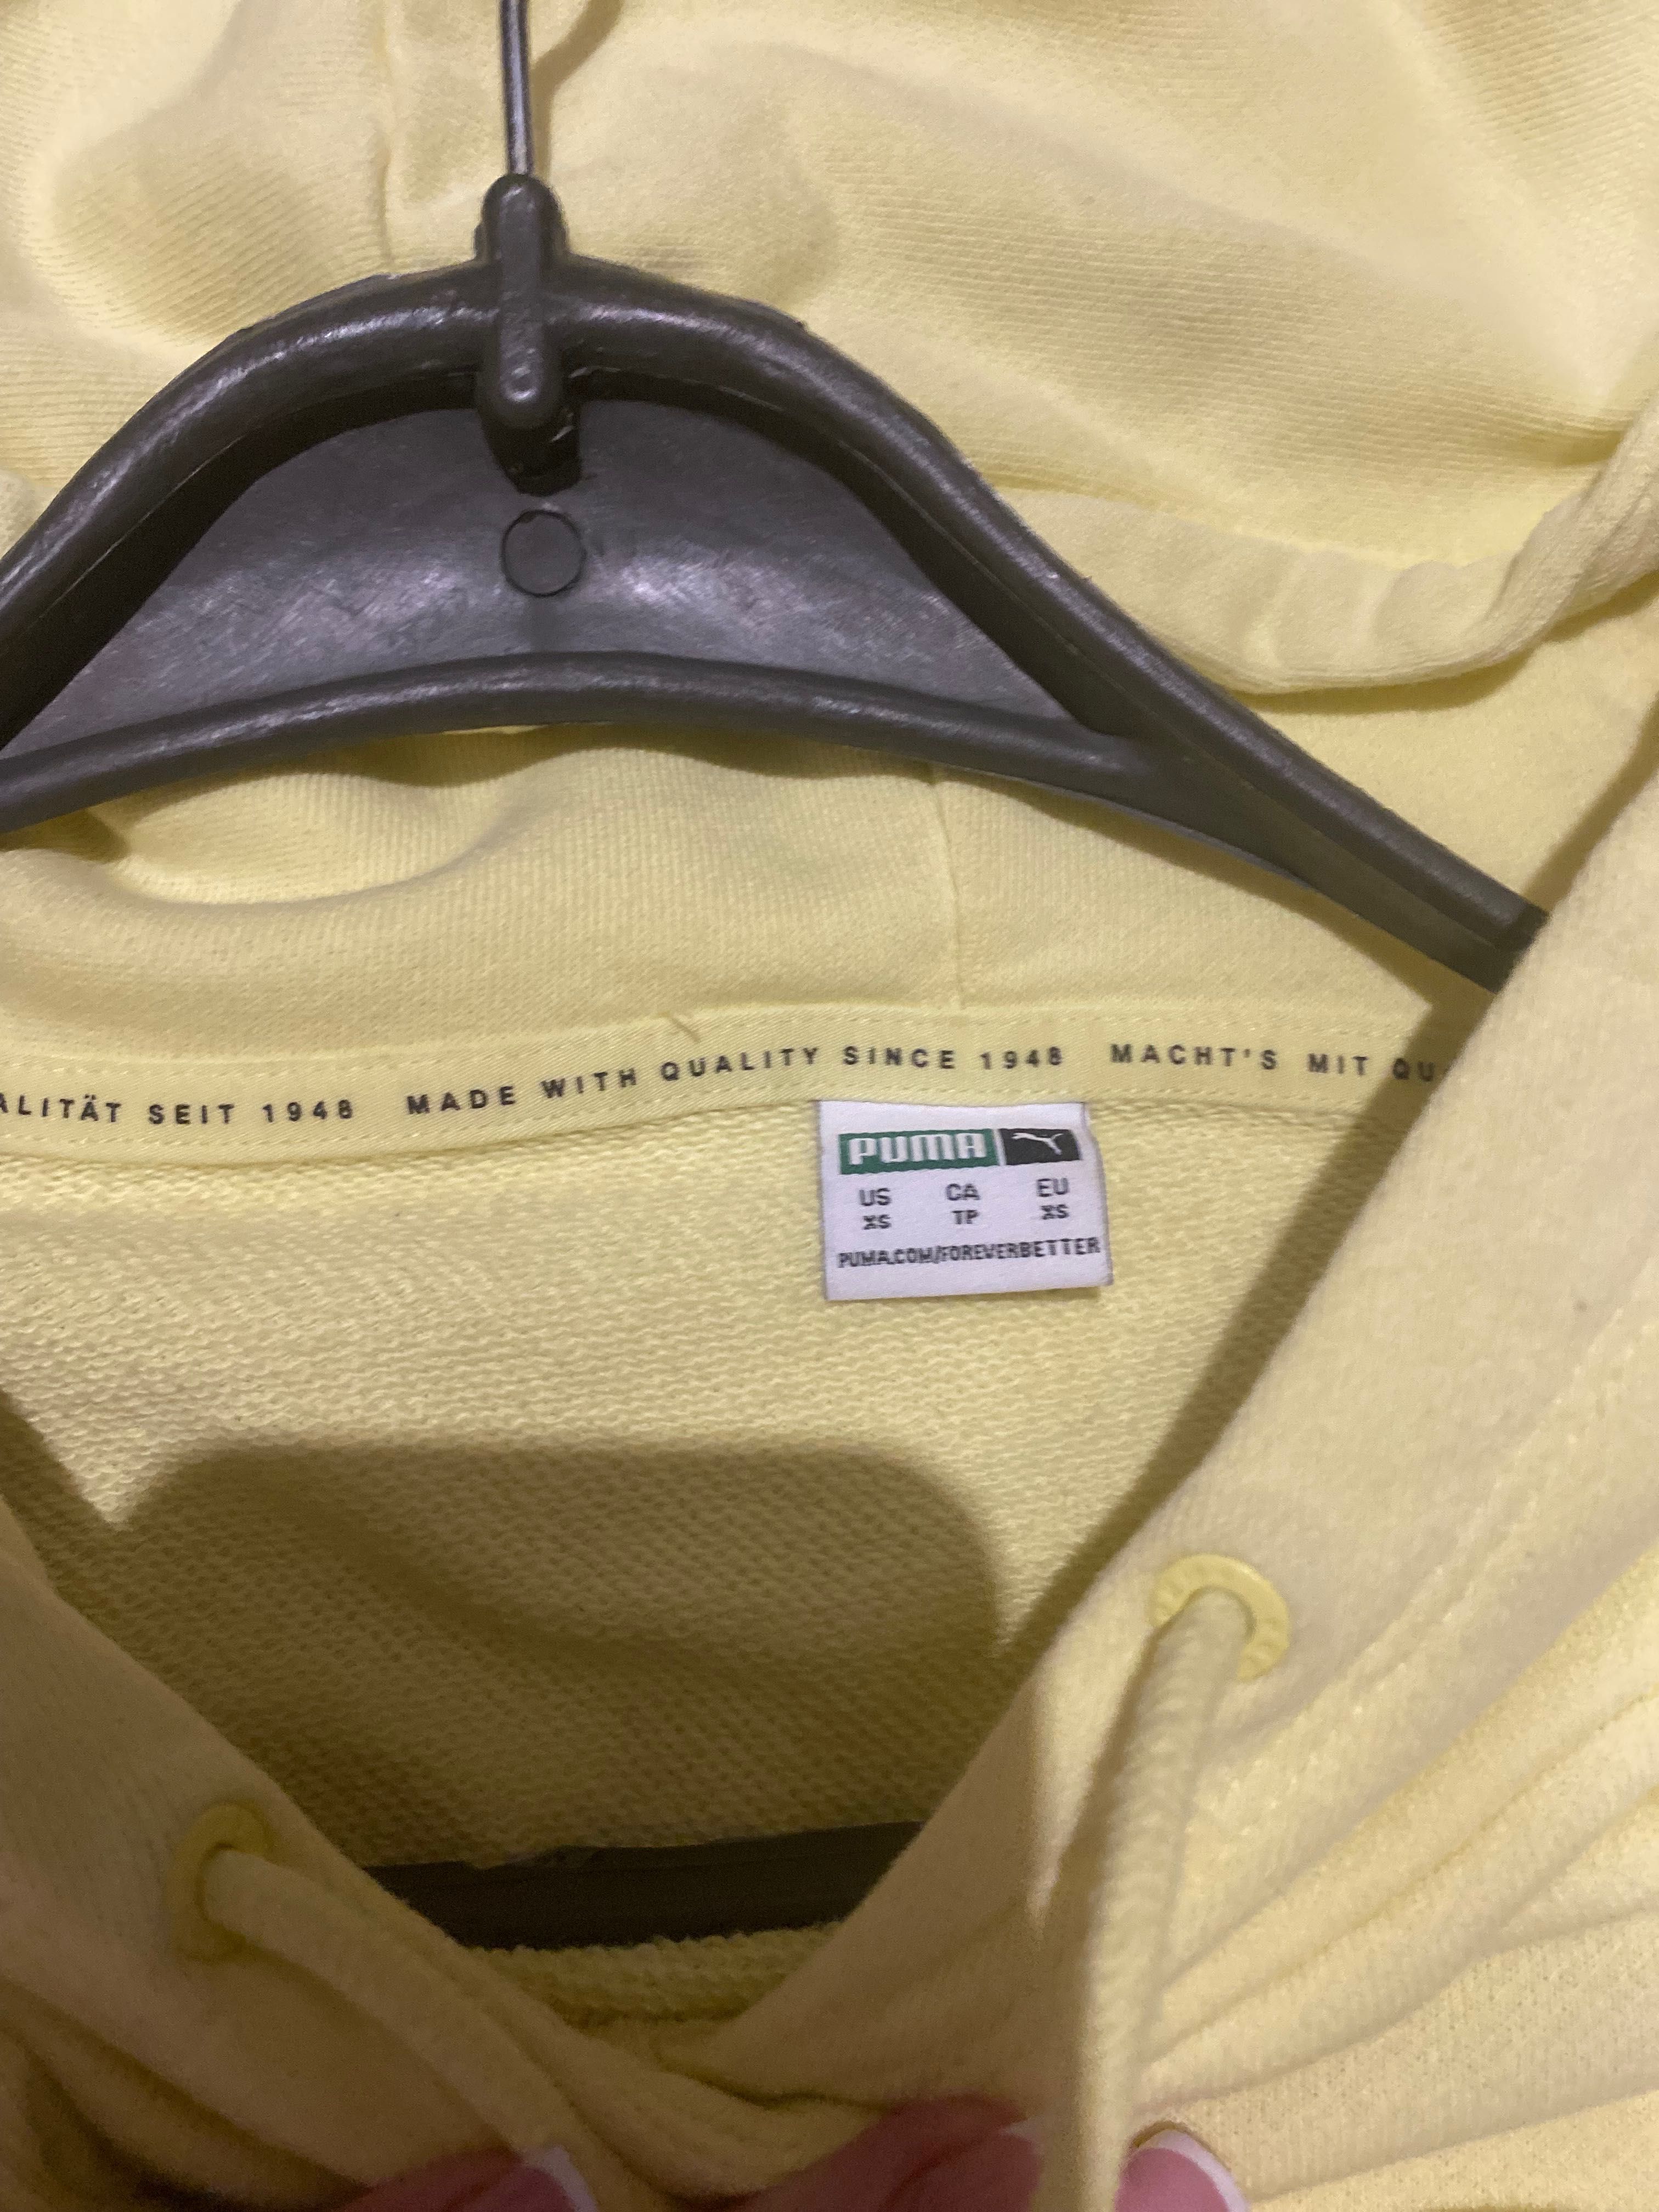 ALITÄT SEIT 1948 MADE WITH QUALITY SINCE 1948 MACHT'S MIT QU
PUMA
US CA EU
XS TP XS
PUMA.COM/FOREVERBETTER